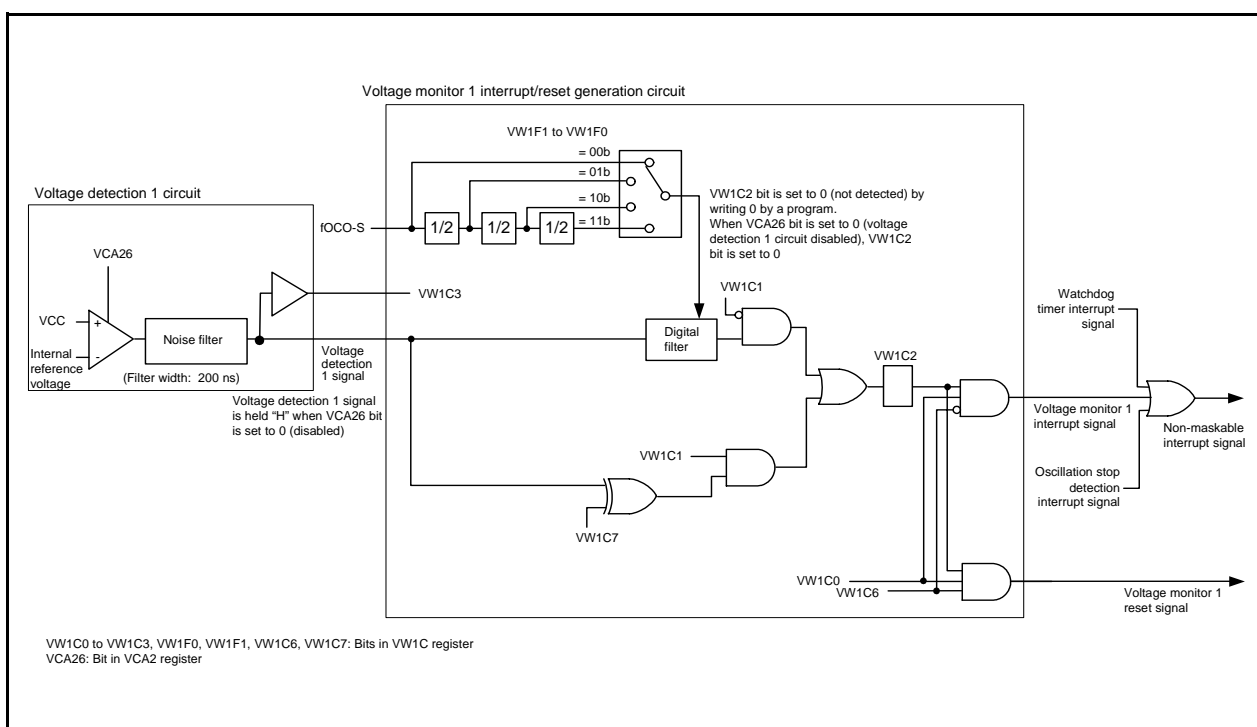 Voltage monitor 1 interrupt/reset generation circuit
VW1F1 to VW1F0
= 00b
= 01b
= 10b
= 11b
fOCO-S
1/2
1/2
1/2
VW1C2 bit is set to 0 (not detected) by
writing 0 by a program.
When VCA26 bit is set to 0 (voltage
detection 1 circuit disabled), VW1C2
bit is set to 0
Voltage detection 1 circuit
VCA26
VCC
+
-
Internal
reference
voltage
Noise filter
(Filter width: 200 ns)
VW1C3
Voltage
detection
1 signal
Voltage detection 1 signal
is held “H” when VCA26 bit
is set to 0 (disabled)
Digital
filter
VW1C1
VW1C2
VW1C1
VW1C7
VW1C0
VW1C6
Watchdog
timer interrupt
signal
Voltage monitor 1
interrupt signal
Non-maskable
interrupt signal
Oscillation stop
detection
interrupt signal
Voltage monitor 1
reset signal
VW1C0 to VW1C3, VW1F0, VW1F1, VW1C6, VW1C7: Bits in VW1C register
VCA26: Bit in VCA2 register